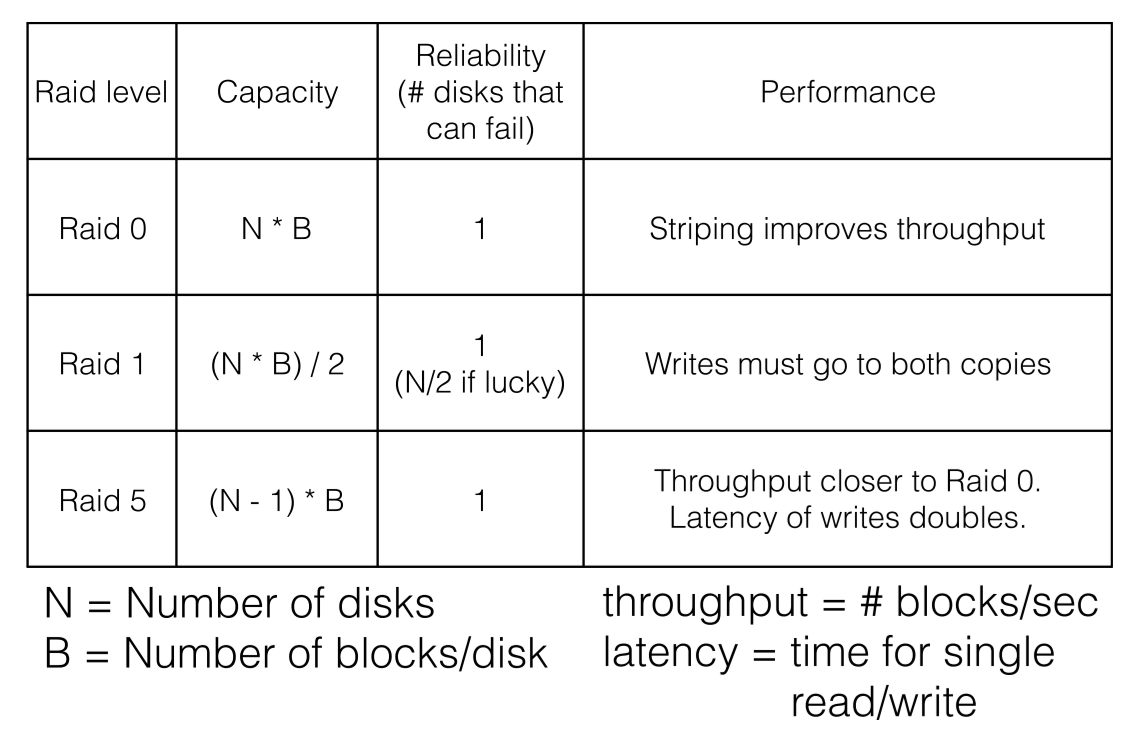 Raid level
Capacity
Reliability
(# disks that
can fail)
Performance
Raid 0
N * B
1
Striping improves throughput
Raid 1
(N * B) / 2
1
(N/2 if lucky)
Writes must go to both copies
Raid 5
(N - 1) * B
1
Throughput closer to Raid 0.
Latency of writes doubles.
N = Number of disks
B = Number of blocks/disk
throughput = # blocks/sec
latency = time for single
read/write